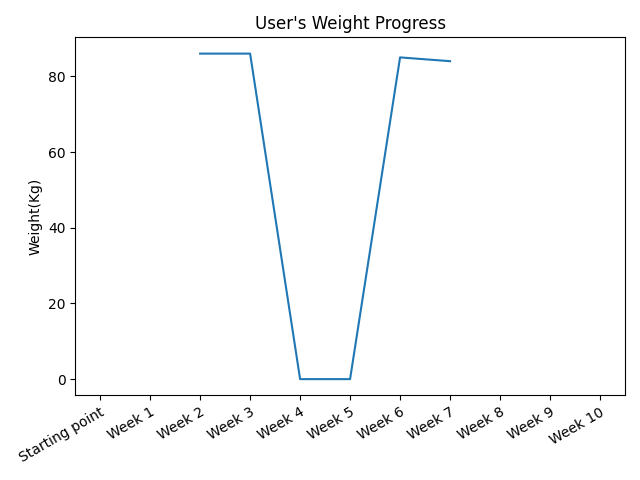 User's Weight Progress
Weight(Kg)
80
60
40
20
0
Starting point
Week 1
Week 2
Week 3
Week 4
Week 5
Week 6
Week 7
Week 8
Week 9
Week 10